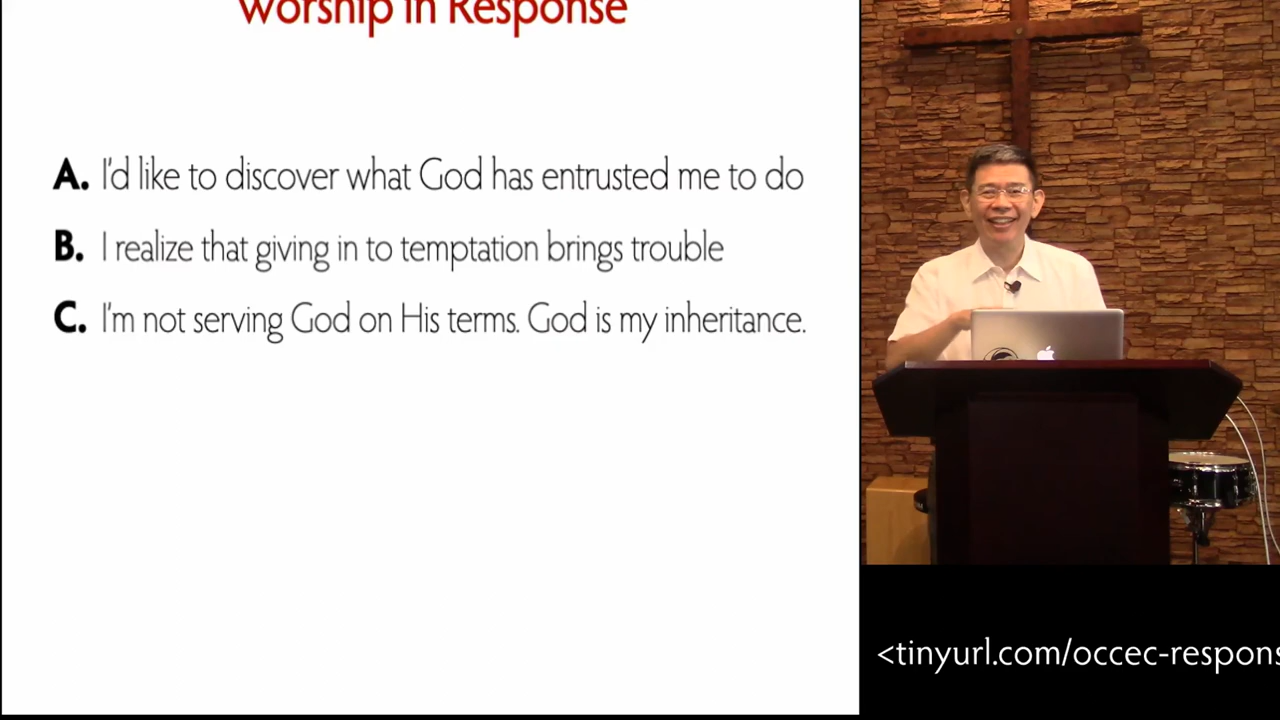 Worship in Response
A. I'd like to discover what God has entrusted me to do
B. I realize that giving in to temptation brings trouble
C. I'm not serving God on His terms. God is my inheritance.
<tinyurl.com/occec-respons